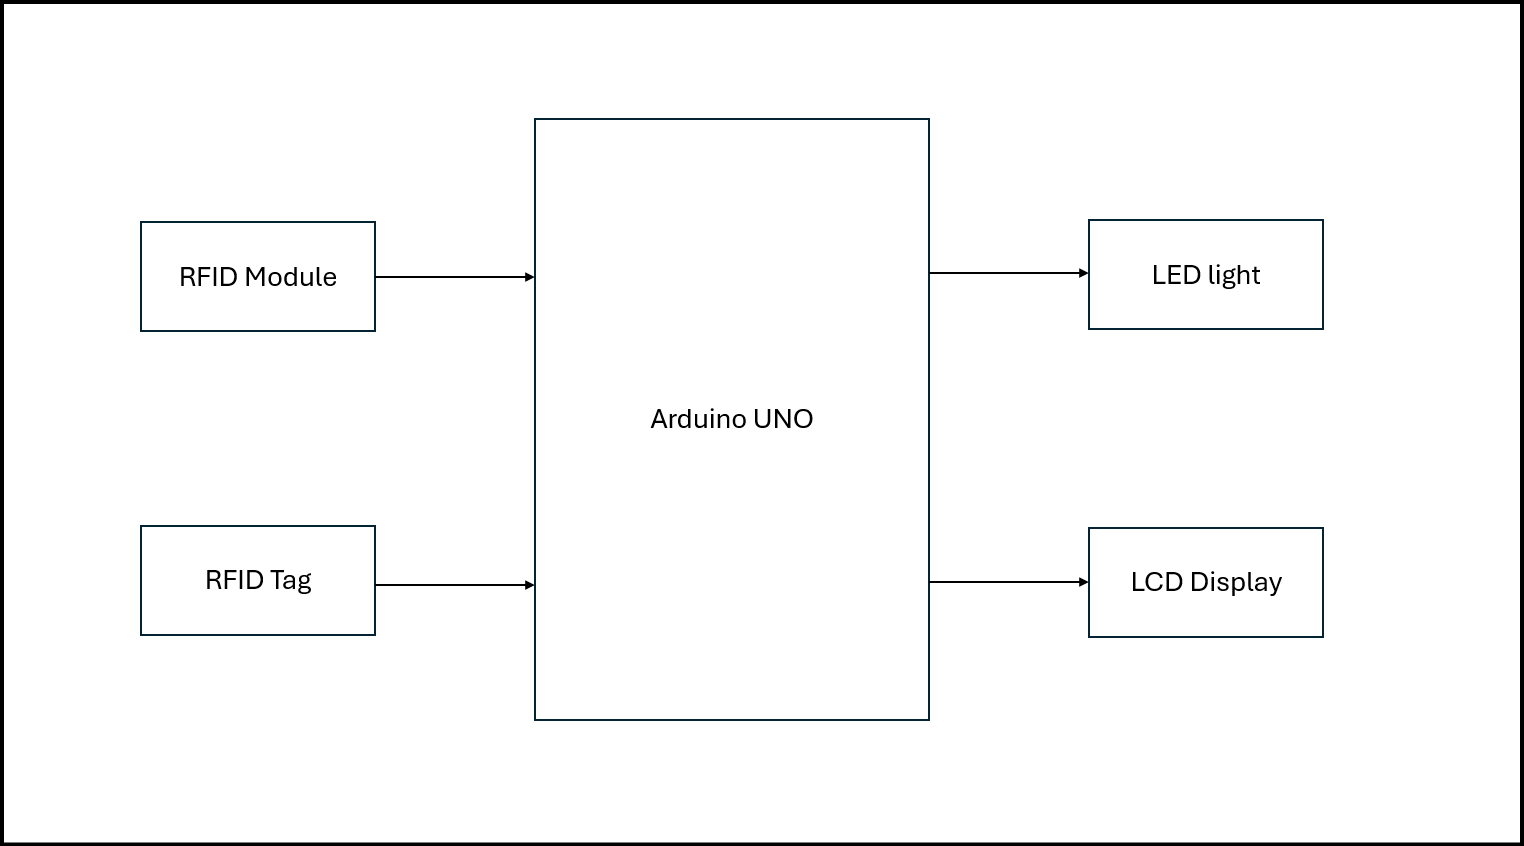 RFID Module
LED light
Arduino UNO
RFID Tag
LCD Display